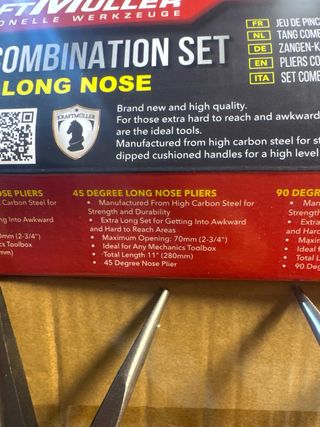 MÜLLER
ONELLE WERKZEUGE
COMBINATION SET
LONG NOSE
FR JEU DE PINC
NL TANG COMB
DE ZANGEN-K
EN PLIERS CO
ITA SET COMB
KRAFTMÜLLER
Brand new and high quality.
For those extra hard to reach and awkward
are the ideal tools.
Manufactured from high carbon steel for st
dipped cushioned handles for a high level
SE PLIERS
Carbon Steel for
ng Into Awkward
0mm (2-3/4")
cs Toolbox
mm)
45 DEGREE LONG NOSE PLIERS
• Manufactured From High Carbon Steel for
Strength and Durability
• Extra Long Set for Getting Into Awkward
and Hard to Reach Areas
• Maximum Opening: 70mm (2-3/4")
• Ideal for Any Mechanics Toolbox
• Total Length 11" (280mm)
• 45 Degree Nose Plier
90 DEG
• Man
Strength
• Extra
and Hard
• Maxi
• Ideal f
• Total L
• 90 Deg